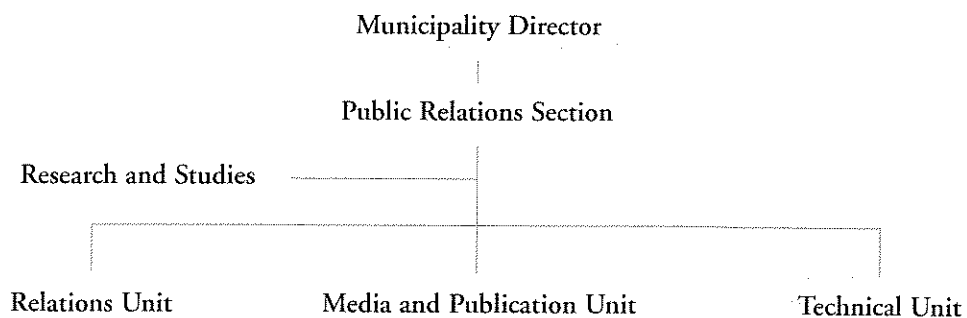 Municipality Director
Public Relations Section
Research and Studies
Relations Unit
Media and Publication Unit
Technical Unit